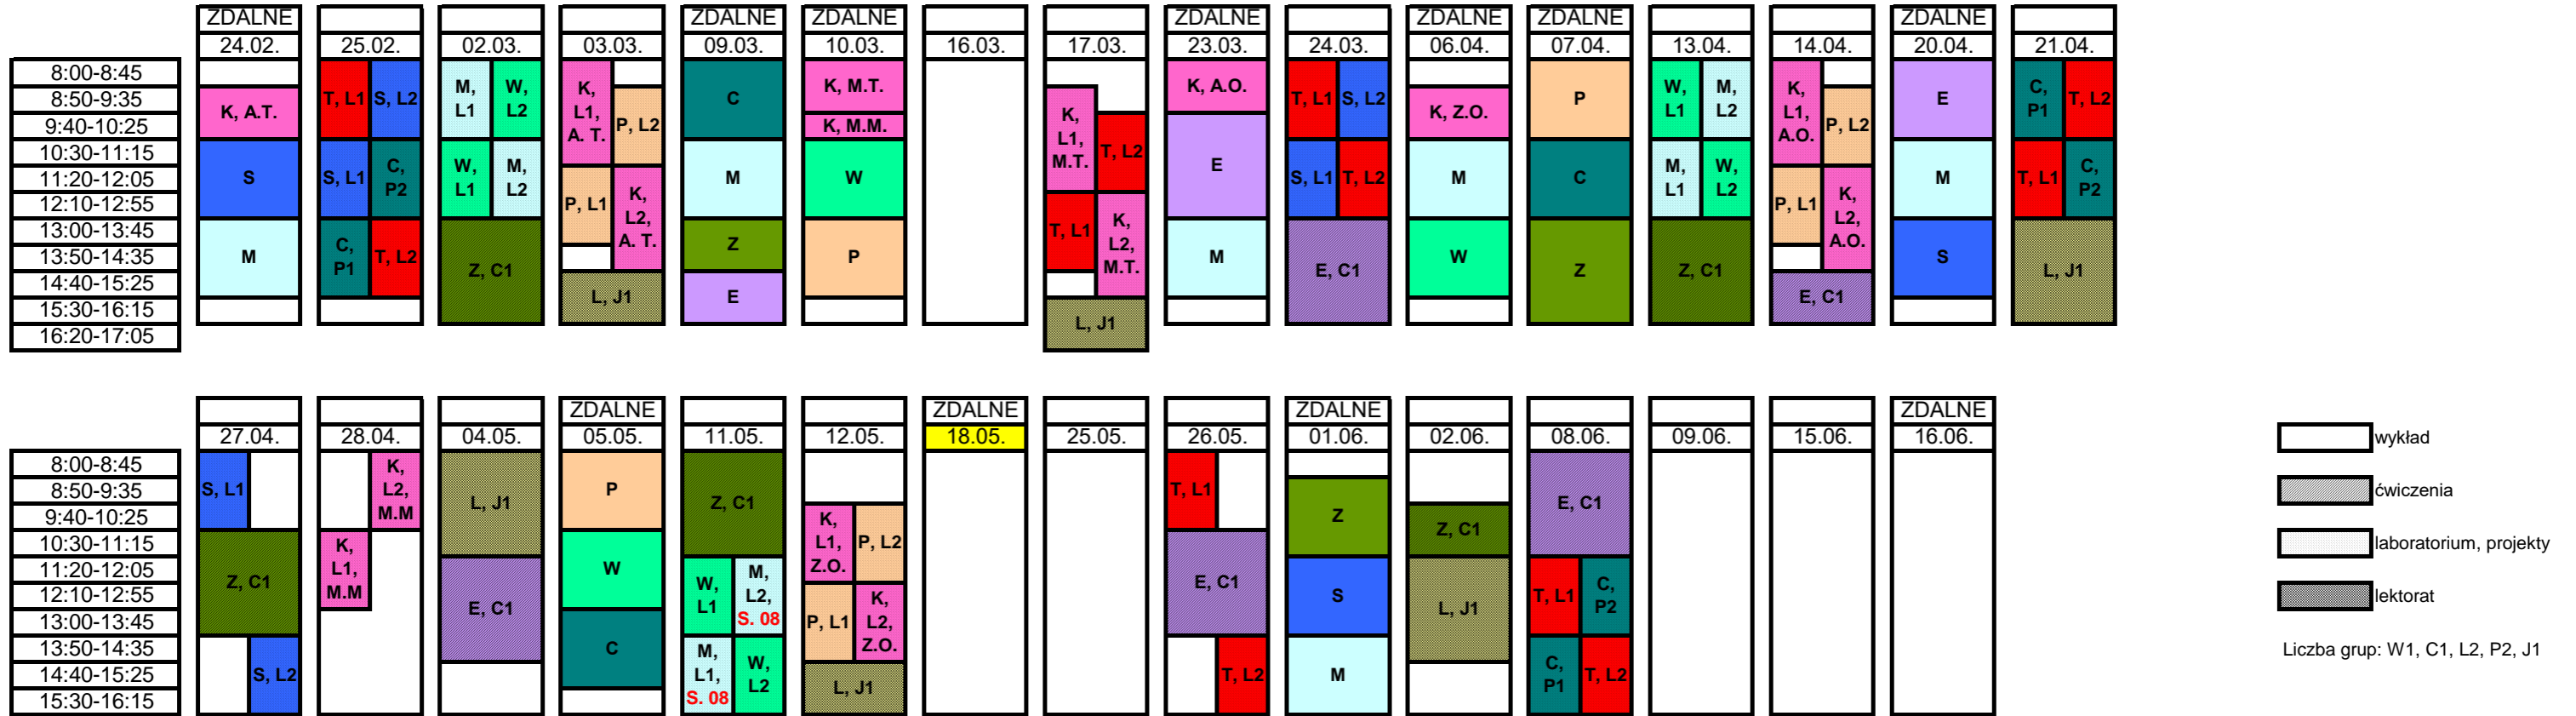 ZDALNE ZDALNE ZDALNE ZDALNE ZDALNE ZDALNE ZDALNE
24.02. 25.02. 02.03. 03.03. 09.03. 10.03. 16.03. 17.03. 23.03. 24.03. 06.04. 07.04. 13.04. 14.04. 20.04. 21.04.
8:00-8:45
8:50-9:35
9:40-10:25
10:30-11:15
11:20-12:05
12:10-12:55
13:00-13:45
13:50-14:35
14:40-15:25
15:30-16:15
16:20-17:05
K, A.T.
S
M
T, L1
S, L2
S, L1
C,
P2
C,
P1
T, L2
M,
L1
W,
L2
W,
L1
M,
L2
Z, C1
K,
L1,
A. T.
P, L2
P, L1
K,
L2,
A. T.
L, J1
C
M
Z
E
K, M.T.
K, M.M.
W
P
K,
L1,
M.T.
T, L2
T, L1
K,
L2,
M.T.
L, J1
K, A.O.
E
M
T, L1
S, L2
S, L1
T, L2
E, C1
K, Z.O.
M
W
P
C
Z
W,
L1
M,
L2
M,
L1
W,
L2
Z, C1
K,
L1,
A.O.
P, L2
P, L1
K,
L2,
A.O.
E, C1
E
M
S
C,
P1
T, L2
T, L1
C,
P2
L, J1
ZDALNE ZDALNE ZDALNE ZDALNE
27.04. 28.04. 04.05. 05.05. 11.05. 12.05. 18.05. 25.05. 26.05. 01.06. 02.06. 08.06. 09.06. 15.06. 16.06.
8:00-8:45
8:50-9:35
9:40-10:25
10:30-11:15
11:20-12:05
12:10-12:55
13:00-13:45
13:50-14:35
14:40-15:25
15:30-16:15
S, L1
Z, C1
S, L2
K,
L2,
M.M
K,
L1,
M.M
L, J1
E, C1
P
W
C
Z, C1
W,
L1
M,
L2,
S. 08
M,
L1,
S. 08
W,
L2
K,
L1,
Z.O.
P, L2
P, L1
K,
L2,
Z.O.
L, J1
T, L1
E, C1
T, L2
Z
S
M
Z, C1
L, J1
E, C1
T, L1
C,
P2
C,
P1
T, L2
wykład
ćwiczenia
laboratorium, projekty
lektorat
Liczba grup: W1, C1, L2, P2, J1